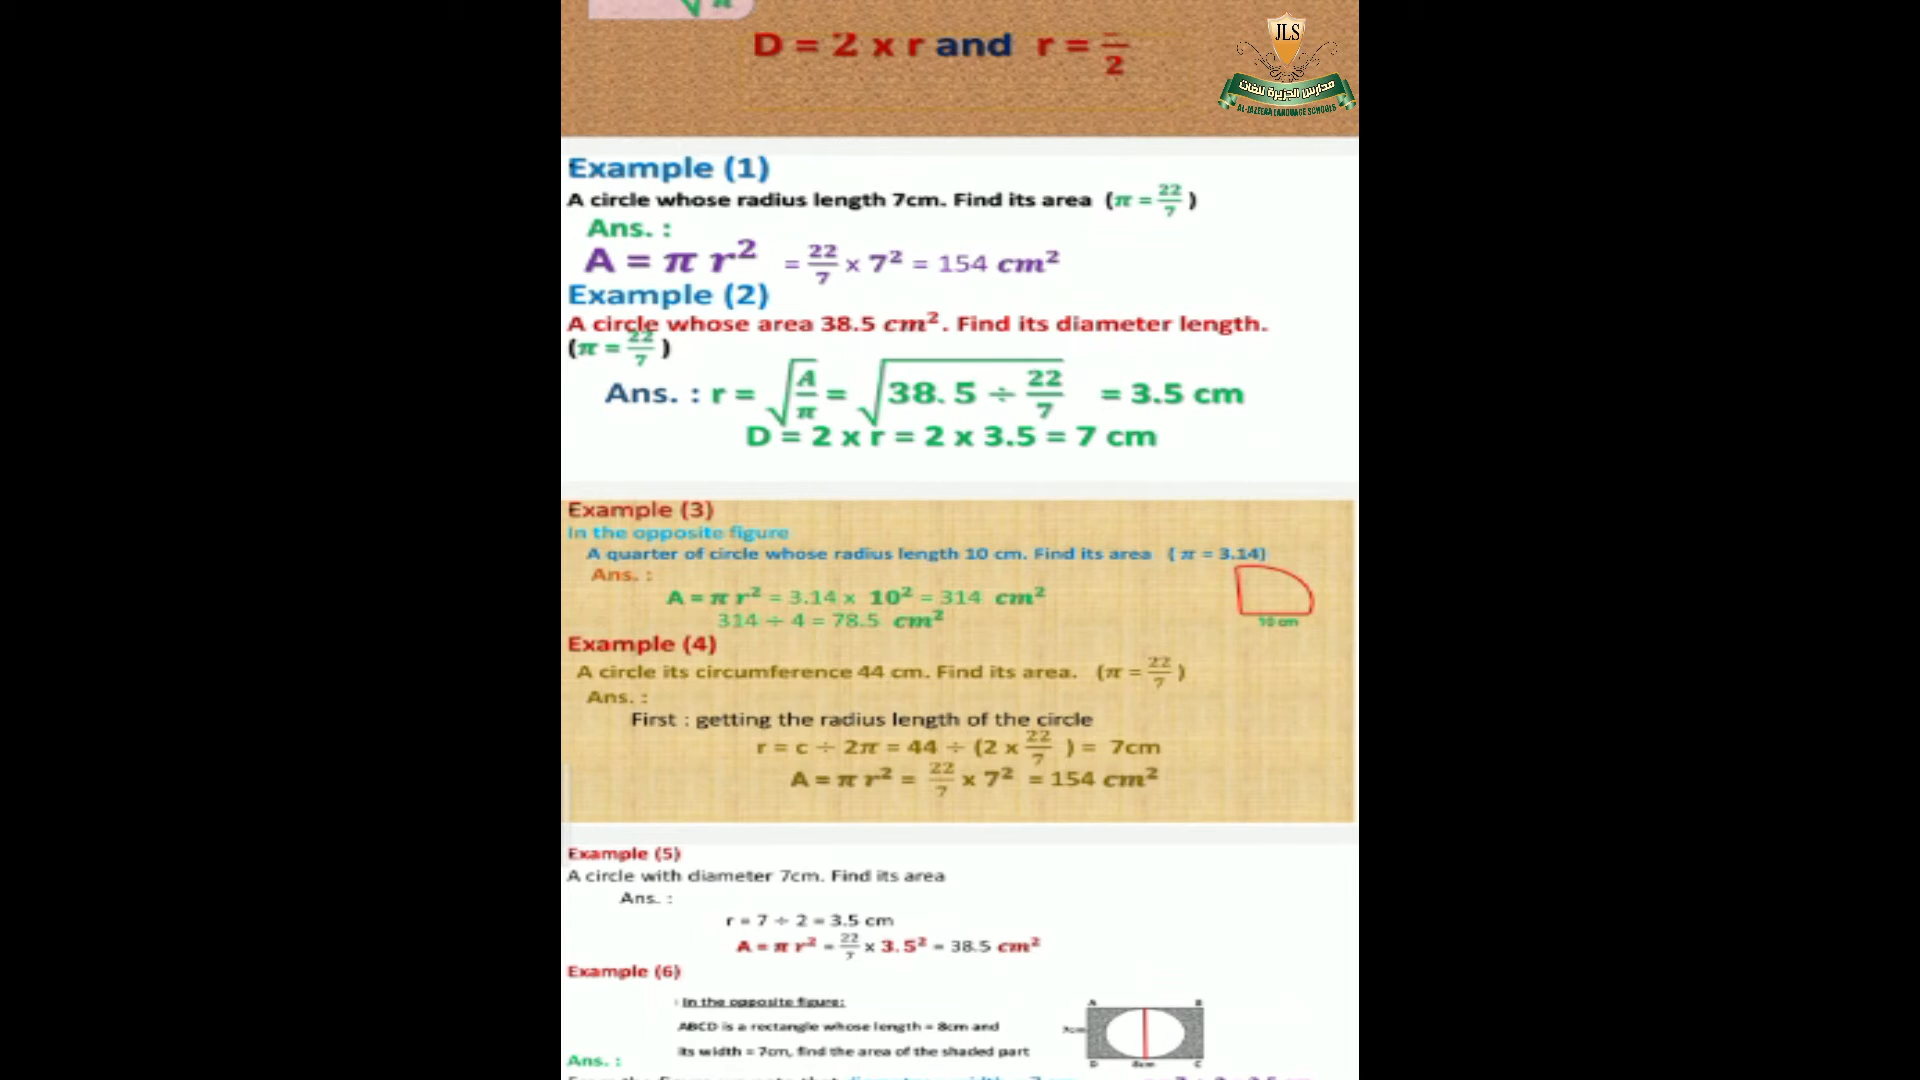 D = 2 x r and r = 2
JLS
مدارس الجزيرة للغات
AL-JAZEERA LANGUAGE SCHOOLS
Example (1)
A circle whose radius length 7cm. Find its area (π = 22/7 )
Ans. :
A = π r² = 22/7 x 7² = 154 cm²
Example (2)
A circle whose area 38.5 cm². Find its diameter length.
(π = 22/7 )
Ans. : r = √(A/π) = √(38.5 ÷ 22/7) = 3.5 cm
D = 2 x r = 2 x 3.5 = 7 cm
Example (3)
In the opposite figure
A quarter of circle whose radius length 10 cm. Find its area ( π = 3.14)
Ans. :
A = π r² = 3.14 x 10² = 314 cm²
314 ÷ 4 = 78.5 cm²
10 cm
Example (4)
A circle its circumference 44 cm. Find its area. (π = 22/7 )
Ans. :
First : getting the radius length of the circle
r = c ÷ 2π = 44 ÷ (2 x 22/7 ) = 7cm
A = π r² = 22/7 x 7² = 154 cm²
Example (5)
A circle with diameter 7cm. Find its area
Ans. :
r = 7 ÷ 2 = 3.5 cm
A = π r² = 22/7 x 3.5² = 38.5 cm²
Example (6)
In the opposite figure:
ABCD is a rectangle whose length = 8cm and
its width = 7cm, find the area of the shaded part
A B
7cm
D 8cm C
Ans. :